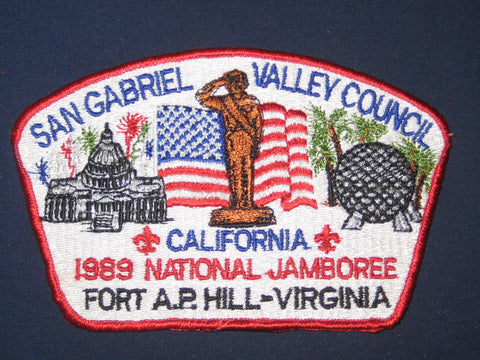 SAN GABRIEL VALLEY COUNCIL
CALIFORNIA
1989 NATIONAL JAMBOREE
FORT A.P. HILL-VIRGINIA